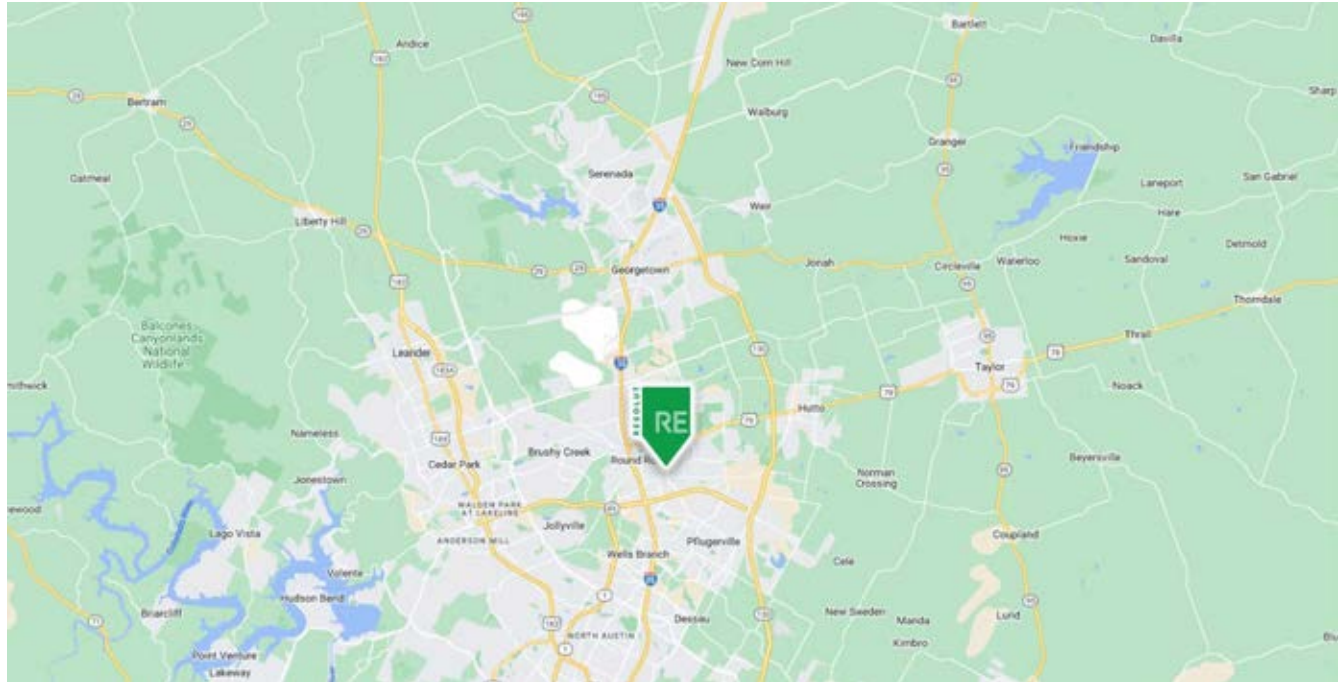 Bartlett
Davilla
Andice
New Corn Hill
Sharp
Bertram
Walburg
Granger
Friendship
Oatmeal
Serenada
Laneport
San Gabriel
Weir
Hare
Liberty Hill
Hoxie
Detmold
Georgetown
Jonah
Circleville
Waterloo
Sandoval
Thorndale
Balcones
Canyonlands
National
Wildlife
Thrall
Leander
Taylor
mithwick
Noack
RESOLUT
RE
Hutto
Nameless
Brushy Creek
Round Ro
Cedar Park
Beyersville
Norman
Crossing
Jonestown
WALDEN PARK
AT LAKELINE
ewood
Jollyville
Lago Vista
ANDERSON MILL
Pflugerville
Coupland
Wells Branch
Cele
Volente
Hudson Bend
Briarcliff
New Sweden
Manda
Lund
Dessau
Kimbro
NORTH AUSTIN
Point Venture
Lakeway